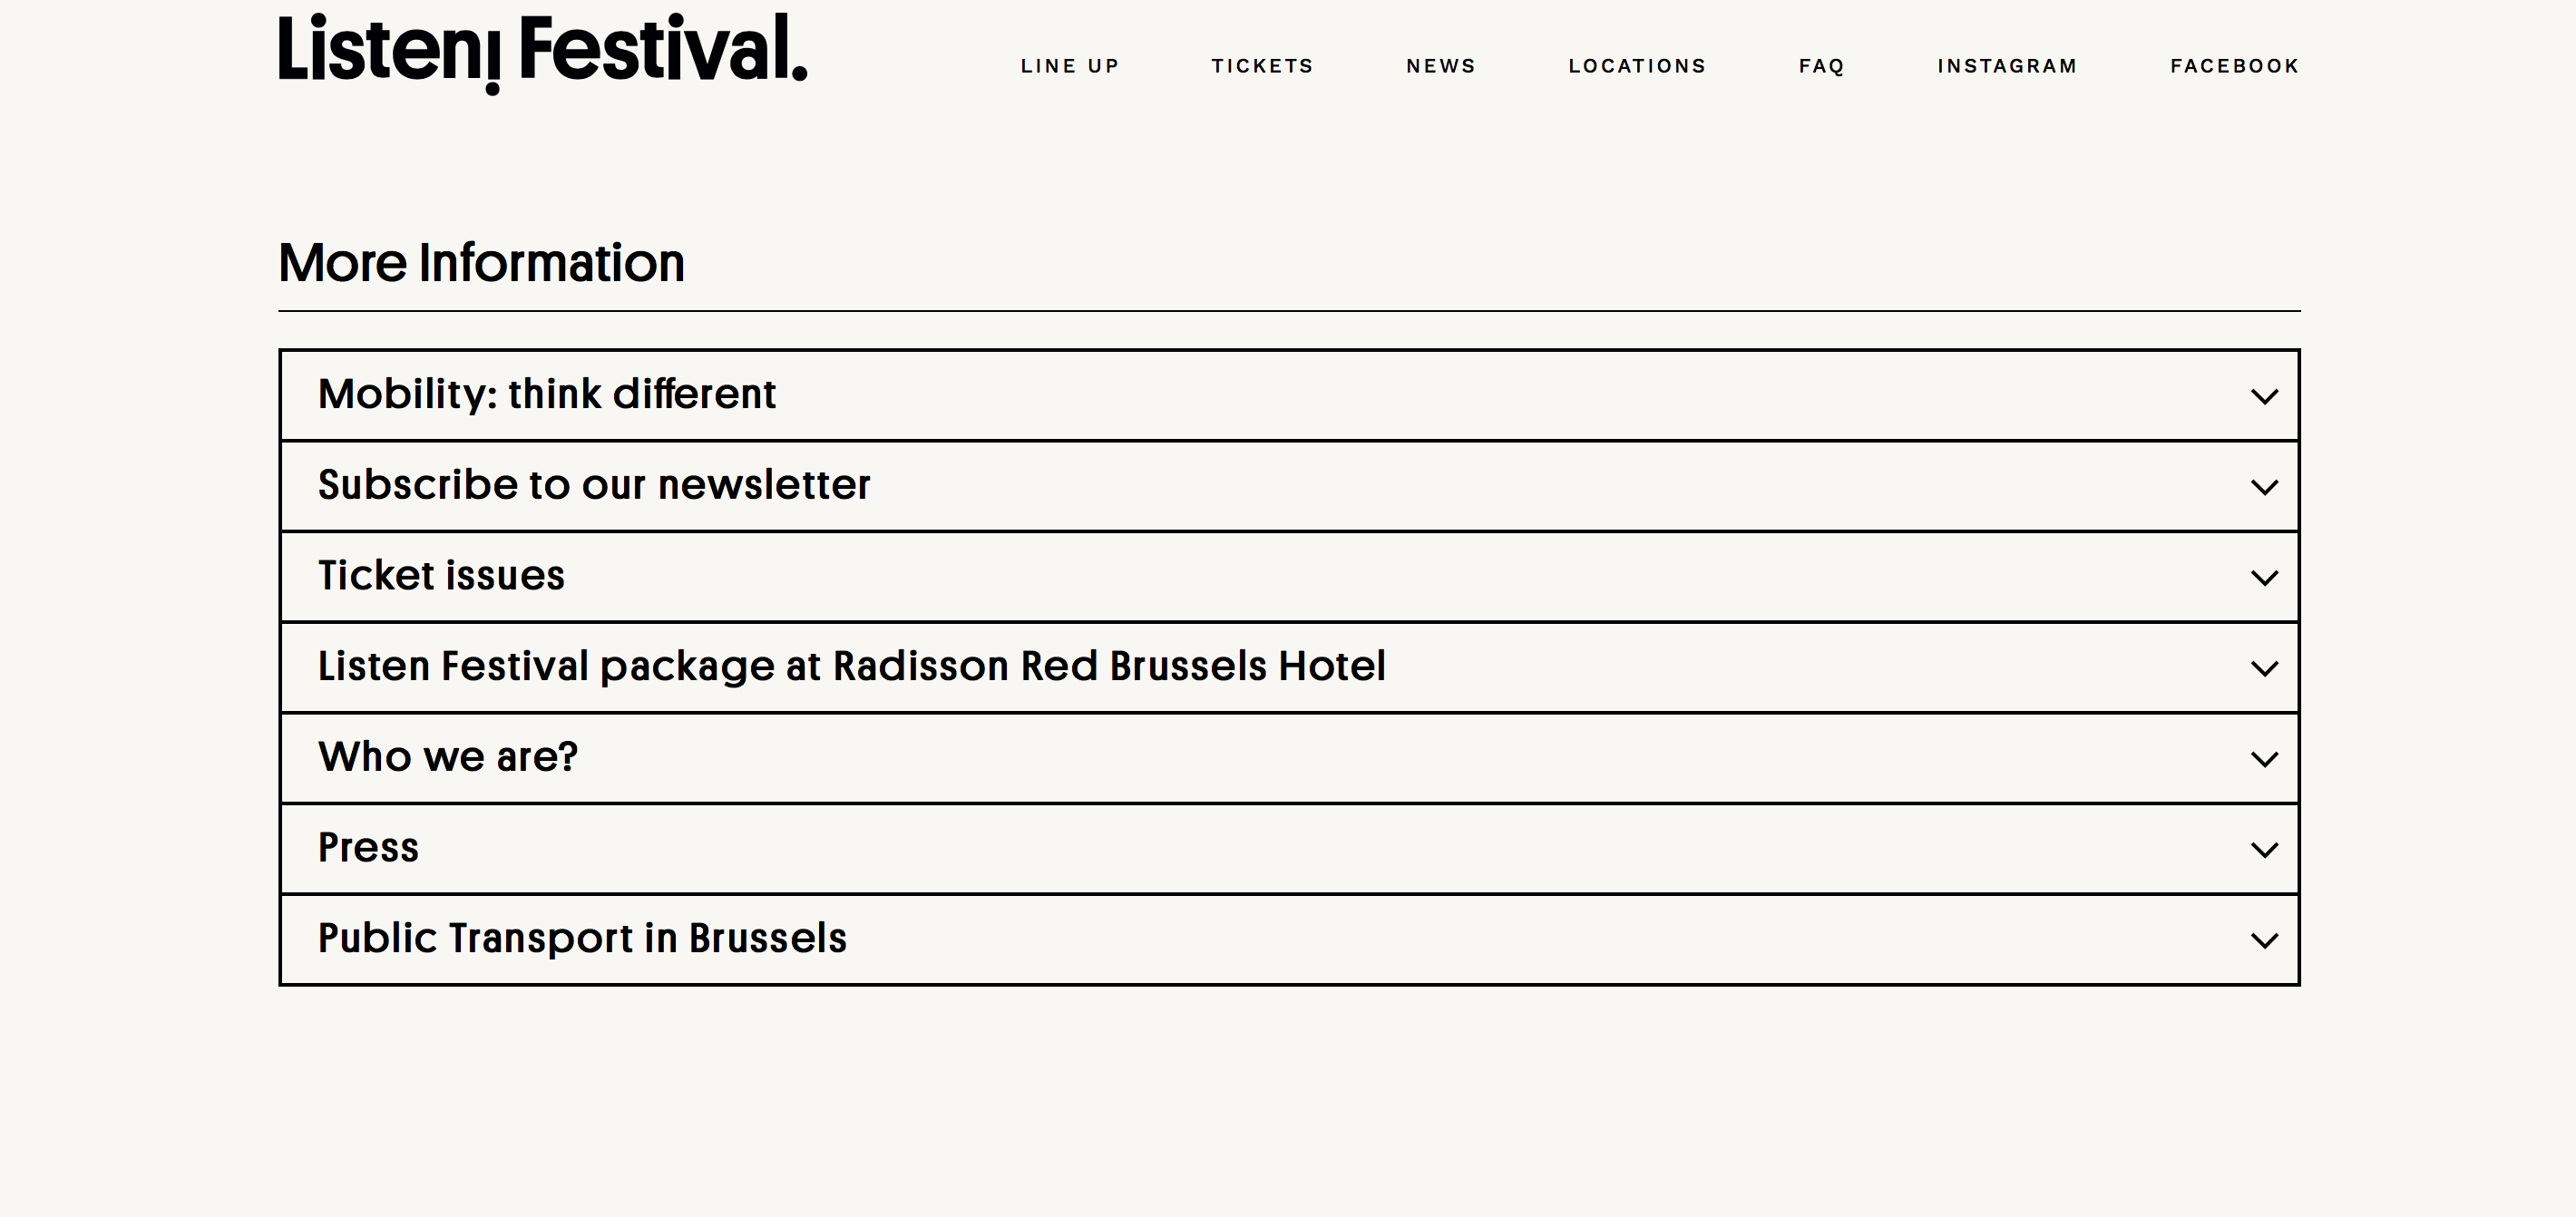 Listen! Festival.
LINE UP TICKETS NEWS LOCATIONS FAQ INSTAGRAM FACEBOOK
More Information
Mobility: think different
Subscribe to our newsletter
Ticket issues
Listen Festival package at Radisson Red Brussels Hotel
Who we are?
Press
Public Transport in Brussels